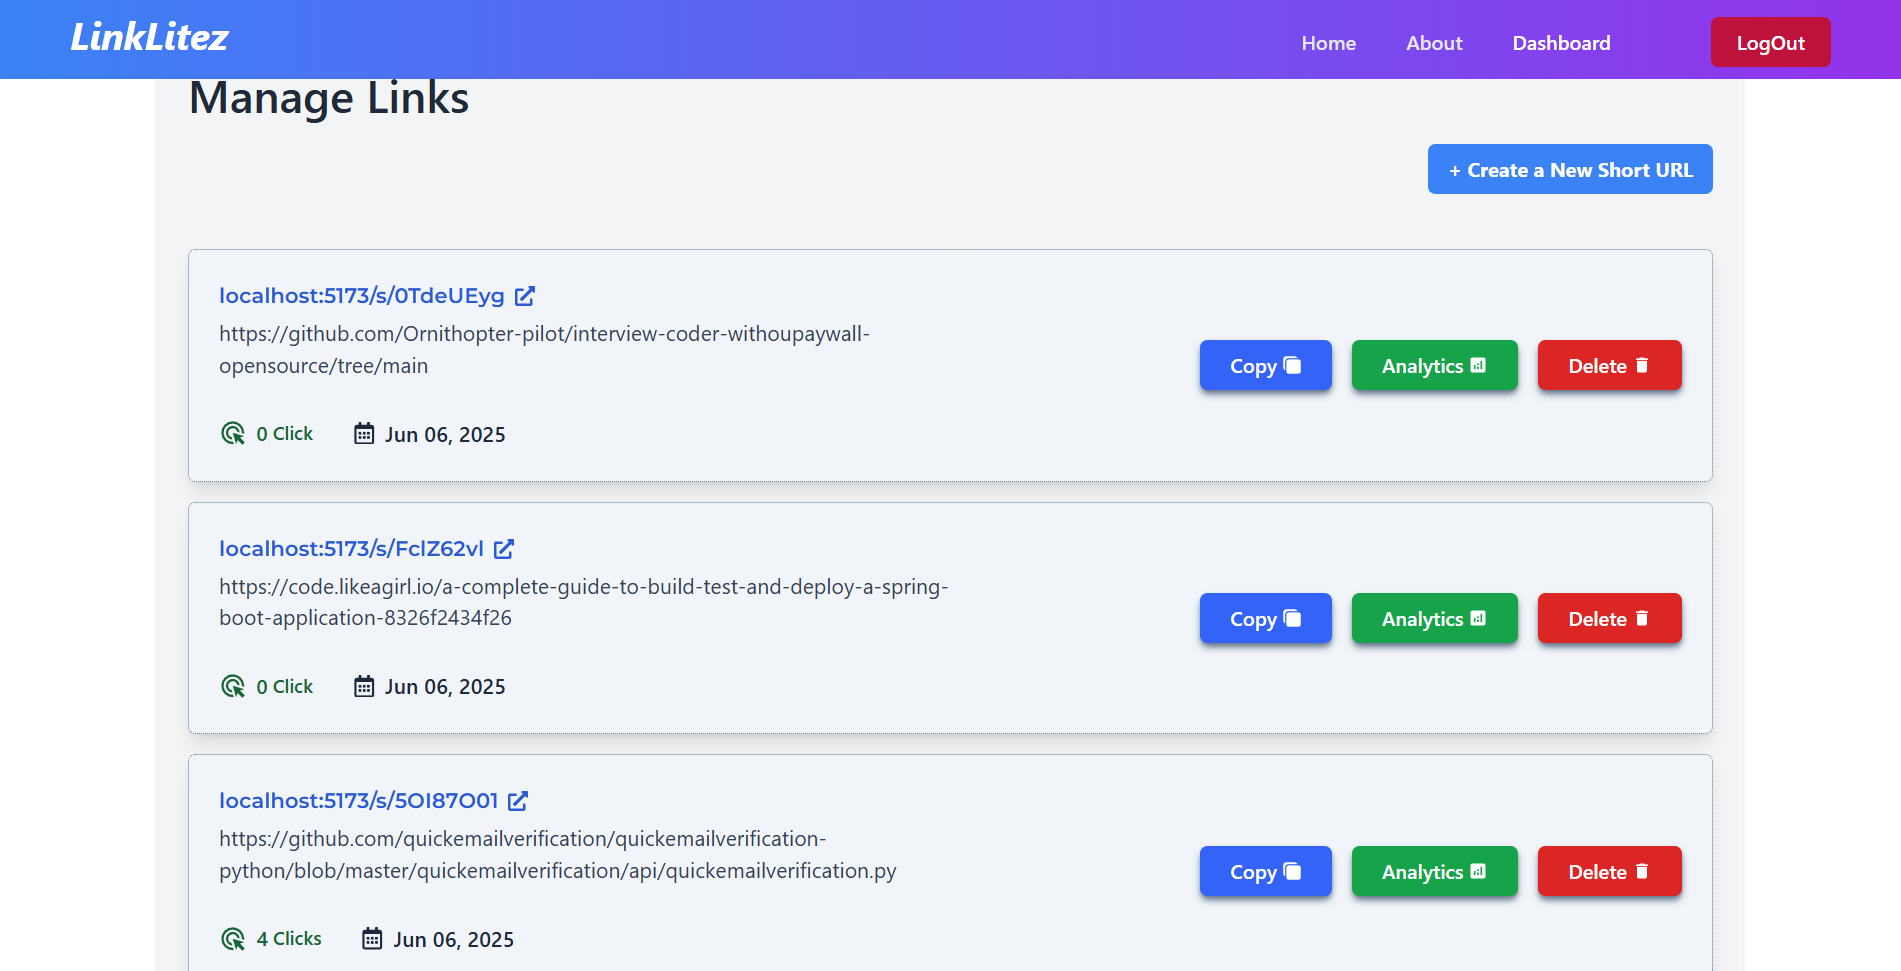 LinkLitez
Home
About
Dashboard
LogOut
Manage Links
+ Create a New Short URL
localhost:5173/s/0TdeUEyg
https://github.com/Ornithopter-pilot/interview-coder-withoupaywall-
opensource/tree/main
Copy
Analytics
Delete
0 Click
Jun 06, 2025
localhost:5173/s/FclZ62vl
https://code.likeagirl.io/a-complete-guide-to-build-test-and-deploy-a-spring-
boot-application-8326f2434f26
Copy
Analytics
Delete
0 Click
Jun 06, 2025
localhost:5173/s/5OI87O01
https://github.com/quickemailverification/quickemailverification-
python/blob/master/quickemailverification/api/quickemailverification.py
Copy
Analytics
Delete
4 Clicks
Jun 06, 2025